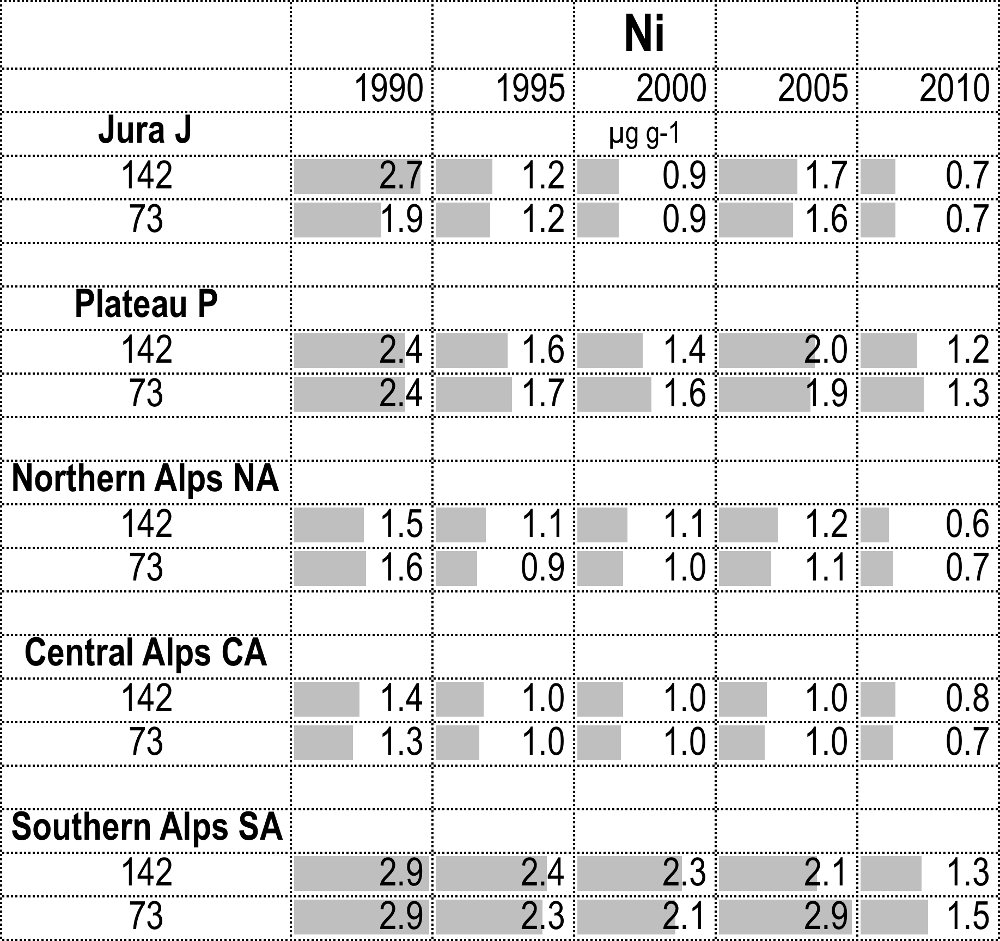 Ni
1990 1995 2000 2005 2010
Jura J µg g-1
142 2.7 1.2 0.9 1.7 0.7
73 1.9 1.2 0.9 1.6 0.7
Plateau P
142 2.4 1.6 1.4 2.0 1.2
73 2.4 1.7 1.6 1.9 1.3
Northern Alps NA
142 1.5 1.1 1.1 1.2 0.6
73 1.6 0.9 1.0 1.1 0.7
Central Alps CA
142 1.4 1.0 1.0 1.0 0.8
73 1.3 1.0 1.0 1.0 0.7
Southern Alps SA
142 2.9 2.4 2.3 2.1 1.3
73 2.9 2.3 2.1 2.9 1.5